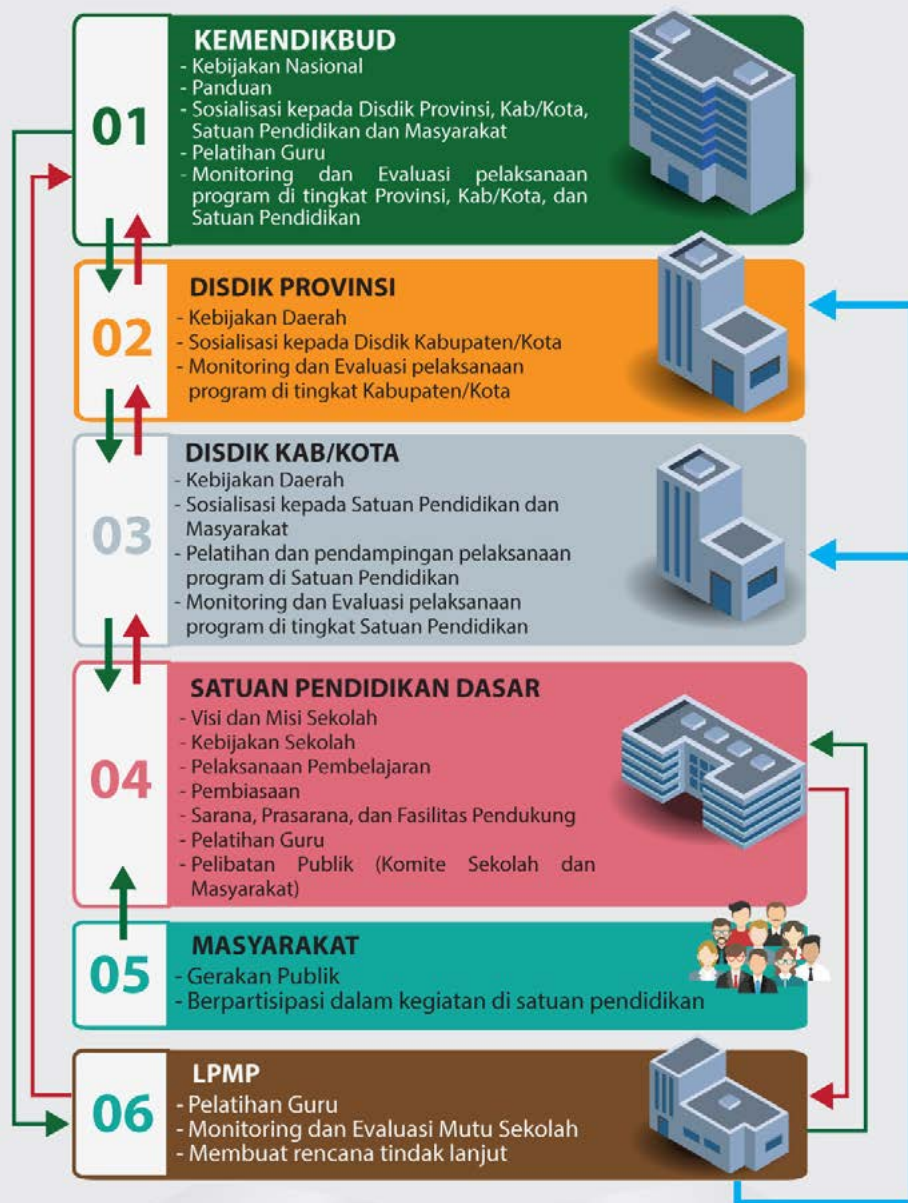 01
KEMENDIKBUD
- Kebijakan Nasional
- Panduan
- Sosialisasi kepada Disdik Provinsi, Kab/Kota,
Satuan Pendidikan dan Masyarakat
- Pelatihan Guru
- Monitoring dan Evaluasi pelaksanaan
program di tingkat Provinsi, Kab/Kota, dan
Satuan Pendidikan
02
DISDIK PROVINSI
- Kebijakan Daerah
- Sosialisasi kepada Disdik Kabupaten/Kota
- Monitoring dan Evaluasi pelaksanaan
program di tingkat Kabupaten/Kota
03
DISDIK KAB/KOTA
- Kebijakan Daerah
- Sosialisasi kepada Satuan Pendidikan dan
Masyarakat
- Pelatihan dan pendampingan pelaksanaan
program di Satuan Pendidikan
- Monitoring dan Evaluasi pelaksanaan
program di tingkat Satuan Pendidikan
04
SATUAN PENDIDIKAN DASAR
- Visi dan Misi Sekolah
- Kebijakan Sekolah
- Pelaksanaan Pembelajaran
- Pembiasaan
- Sarana, Prasarana, dan Fasilitas Pendukung
- Pelatihan Guru
- Pelibatan Publik (Komite Sekolah dan
Masyarakat)
05
MASYARAKAT
- Gerakan Publik
- Berpartisipasi dalam kegiatan di satuan pendidikan
06
LPMP
- Pelatihan Guru
- Monitoring dan Evaluasi Mutu Sekolah
- Membuat rencana tindak lanjut